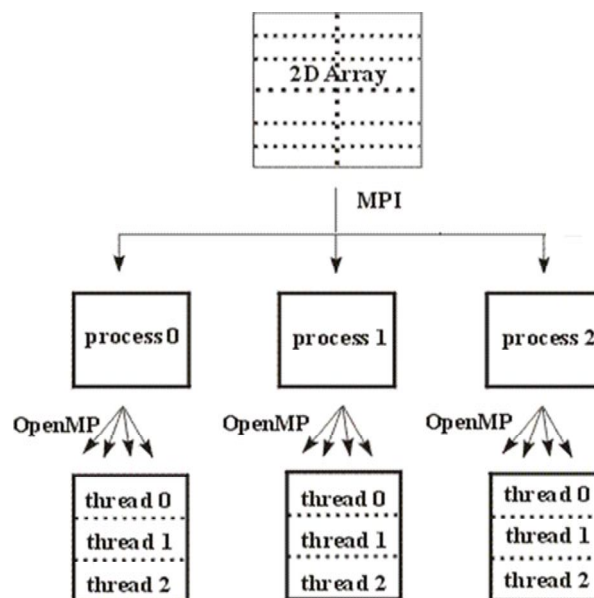 2D Array
MPI
process 0 process 1 process 2
OpenMP OpenMP OpenMP
thread 0 thread 0 thread 0
thread 1 thread 1 thread 1
thread 2 thread 2 thread 2